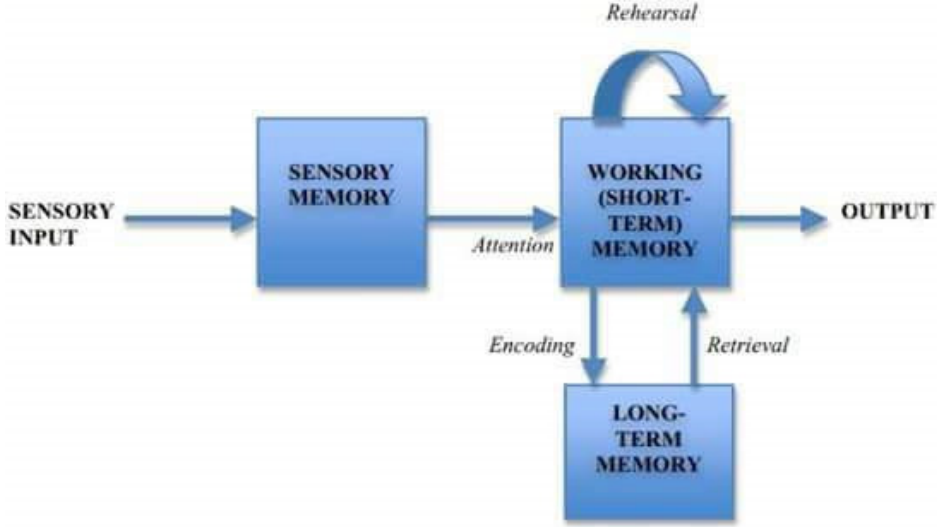 Rehearsal
SENSORY
MEMORY
WORKING
(SHORT-
TERM)
MEMORY
SENSORY
INPUT
OUTPUT
Attention
Encoding
Retrieval
LONG-
TERM
MEMORY